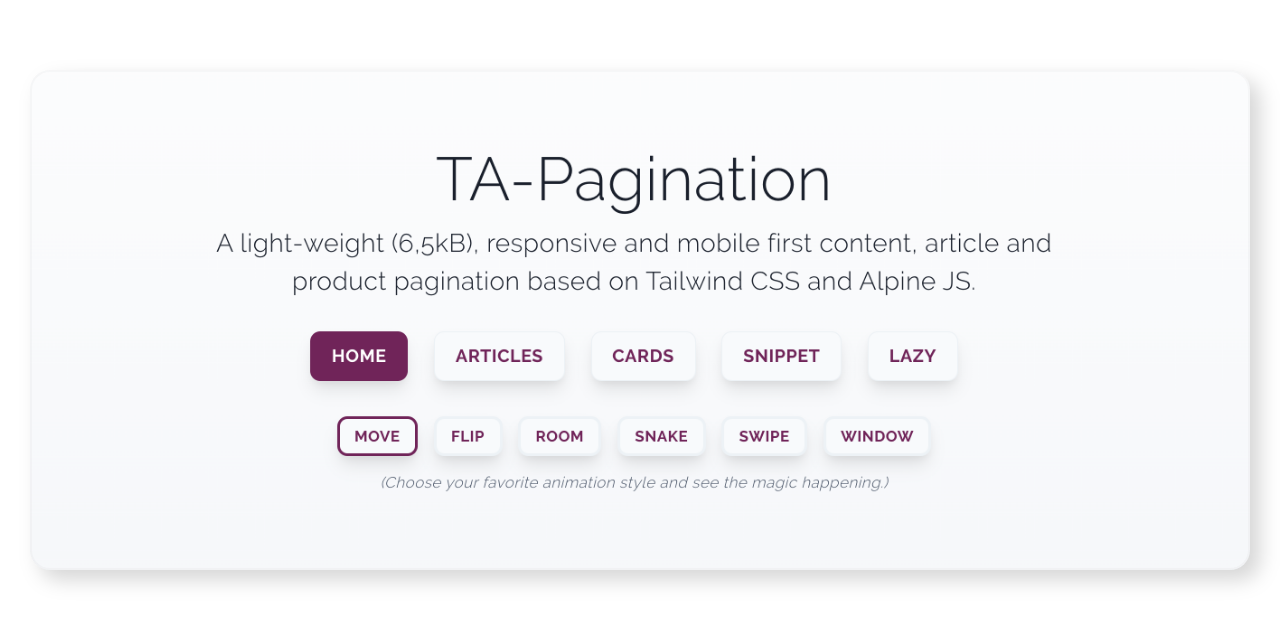 TA-Pagination
A light-weight (6,5kB), responsive and mobile first content, article and
product pagination based on Tailwind CSS and Alpine JS.
HOME ARTICLES CARDS SNIPPET LAZY
MOVE FLIP ROOM SNAKE SWIPE WINDOW
(Choose your favorite animation style and see the magic happening.)